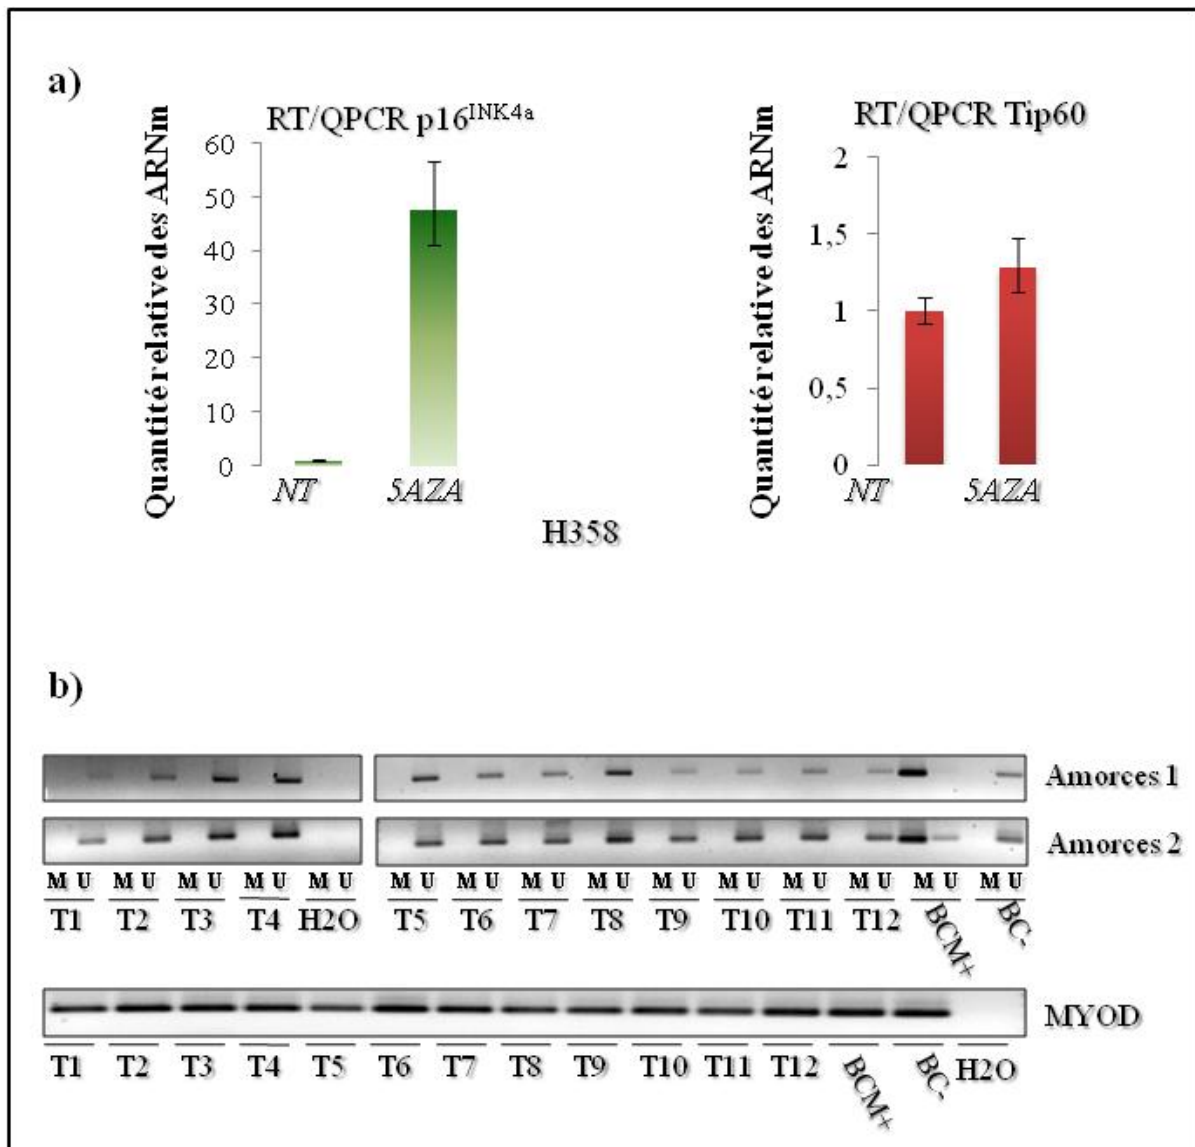 a)
RT/QPCR p16INK4a
Quantité relative des ARNm
60
50
40
30
20
10
0
NT 5AZA
RT/QPCR Tip60
Quantité relative des ARNm
2
1,5
1
0,5
0
NT 5AZA
H358
b)
Amorces 1
Amorces 2
M U M U M U M U M U M U M U M U M U M U M U M U M U M U M U
T1 T2 T3 T4 H2O T5 T6 T7 T8 T9 T10 T11 T12 BCM+ BC-
MYOD
T1 T2 T3 T4 T5 T6 T7 T8 T9 T10 T11 T12 BCM+ BC- H2O